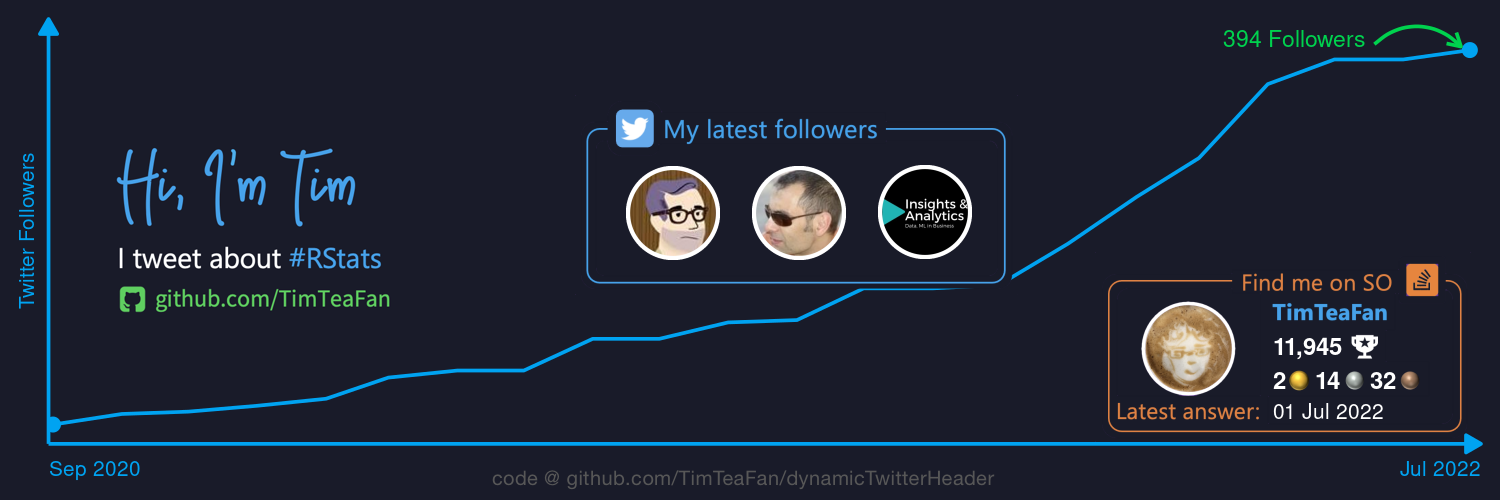 394 Followers
Twitter Followers
Hi, I'm Tim
I tweet about #RStats
github.com/TimTeaFan
My latest followers
Insights &
Analytics
Data, ML in Business
Find me on SO
TimTeaFan
11,945
2 14 32
Latest answer: 01 Jul 2022
Sep 2020
Jul 2022
code @ github.com/TimTeaFan/dynamicTwitterHeader